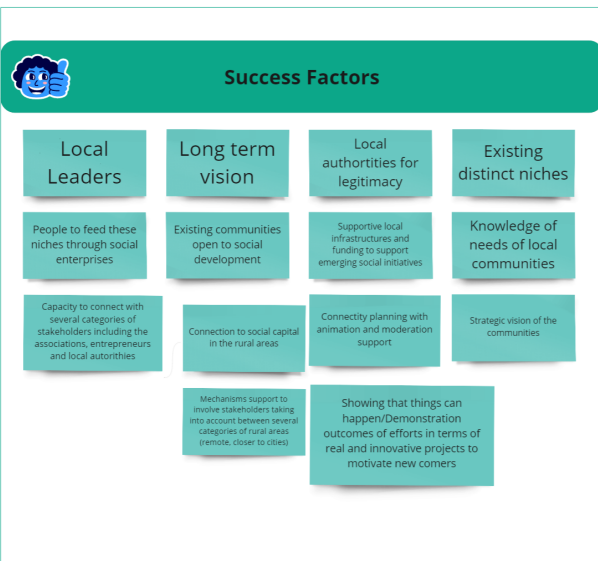 Success Factors
Local
Leaders
Long term
vision
Local
authortities for
legitimacy
Existing
distinct niches
People to feed these
niches through social
enterprises
Existing communities
open to social
development
Supportive local
infrastructures and
funding to support
emerging social initiatives
Knowledge of
needs of local
communities
Capacity to connect with
several categories of
stakeholders including the
associations, entrepreneurs
and local autorithies
Connection to social capital
in the rural areas
Connectity planning with
animation and moderation
support
Strategic vision of the
communities
Mechanisms support to
involve stakeholders taking
into account between several
categories of rural areas
(remote, closer to cities)
Showing that things can
happen/Demonstration
outcomes of efforts in terms of
real and innovative projects to
motivate new comers